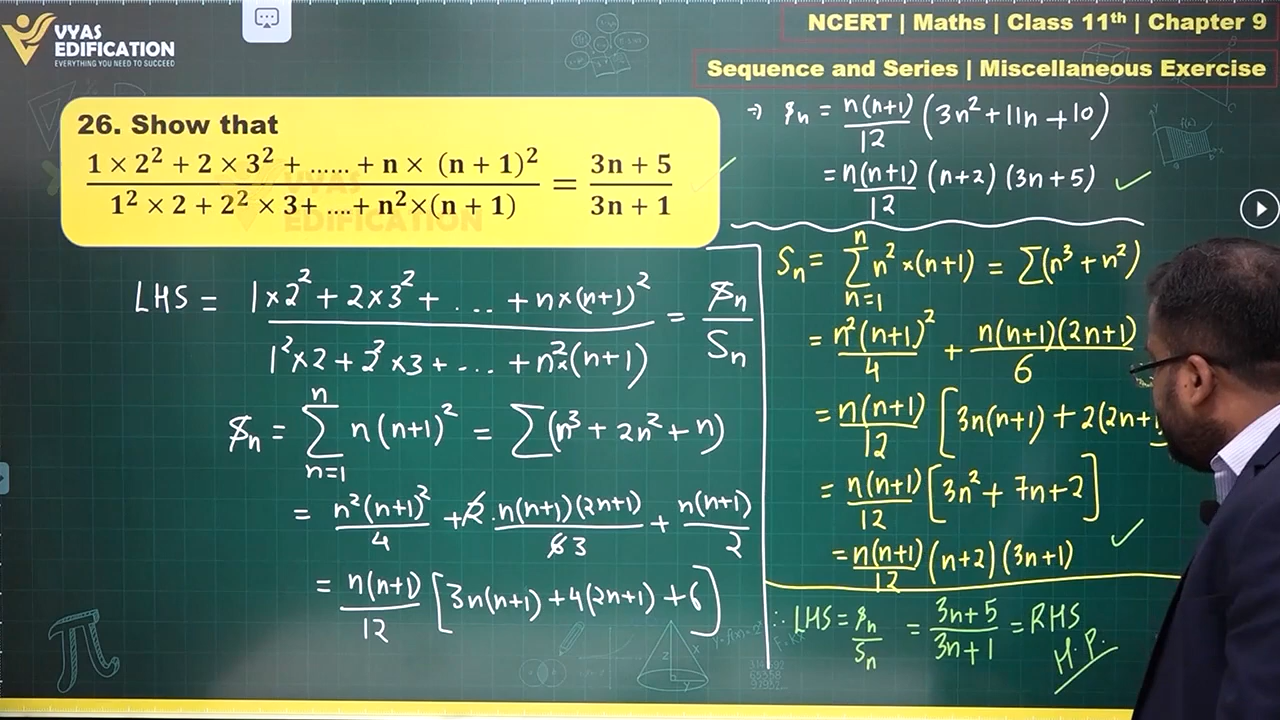 VYAS
EDIFICATION
EVERYTHING YOU NEED TO SUCCEED
NCERT | Maths | Class 11ᵗʰ | Chapter 9
Sequence and Series | Miscellaneous Exercise
26. Show that
(1 × 2² + 2 × 3² + ...... + n × (n + 1)²) / (1² × 2 + 2² × 3+ ....+ n²×(n + 1)) = (3n + 5) / (3n + 1)
VYAS
EDIFICATION
LHS = (1×2² + 2×3² + ... + n×(n+1)²) / (1²×2 + 2²×3 + ... + n²×(n+1)) = $n / Sn
$n = Σ_{n=1}^{n} n(n+1)² = Σ(n³ + 2n² + n)
= n²(n+1)²/4 + 2·n(n+1)(2n+1)/6 3 + n(n+1)/2
= n(n+1)/12 [3n(n+1) + 4(2n+1) + 6]
⇒ $n = n(n+1)/12 (3n² + 11n + 10)
= n(n+1)/12 (n+2) (3n+5)
Sn = Σ_{n=1}^{n} n² × (n+1) = Σ(n³ + n²)
= n²(n+1)²/4 + n(n+1)(2n+1)/6
= n(n+1)/12 [3n(n+1) + 2(2n+1)
= n(n+1)/12 [3n² + 7n + 2]
= n(n+1)/12 (n+2) (3n+1)
∴ LHS = $n/Sn = (3n+5)/(3n+1) = RHS
H.P.